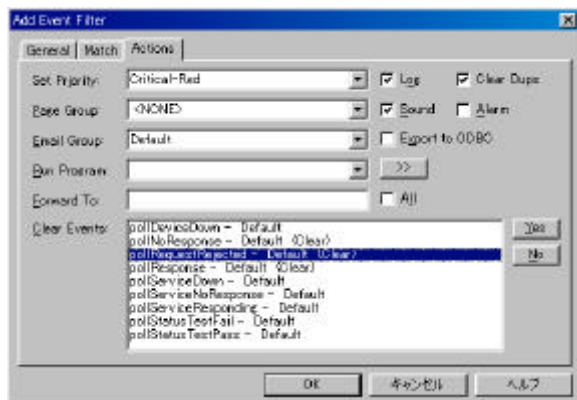 Add Event Filter
General Match Actions
Set Priority: Critical-Red Log Clear Dups
Page Group: <NONE> Sound Alarm
Email Group: Default Export to ODBC
Run Program: >>
Forward To: All
Clear Events: pollDeviceDown - Default Yes
pollNoResponse - Default (Clear)
pollRequestRejected - Default (Clear) No
pollResponse - Default (Clear)
pollServiceDown - Default
pollServiceNoResponse - Default
pollServiceResponding - Default
pollStatusTestFail - Default
pollStatusTestPass - Default
OK キャンセル ヘルプ